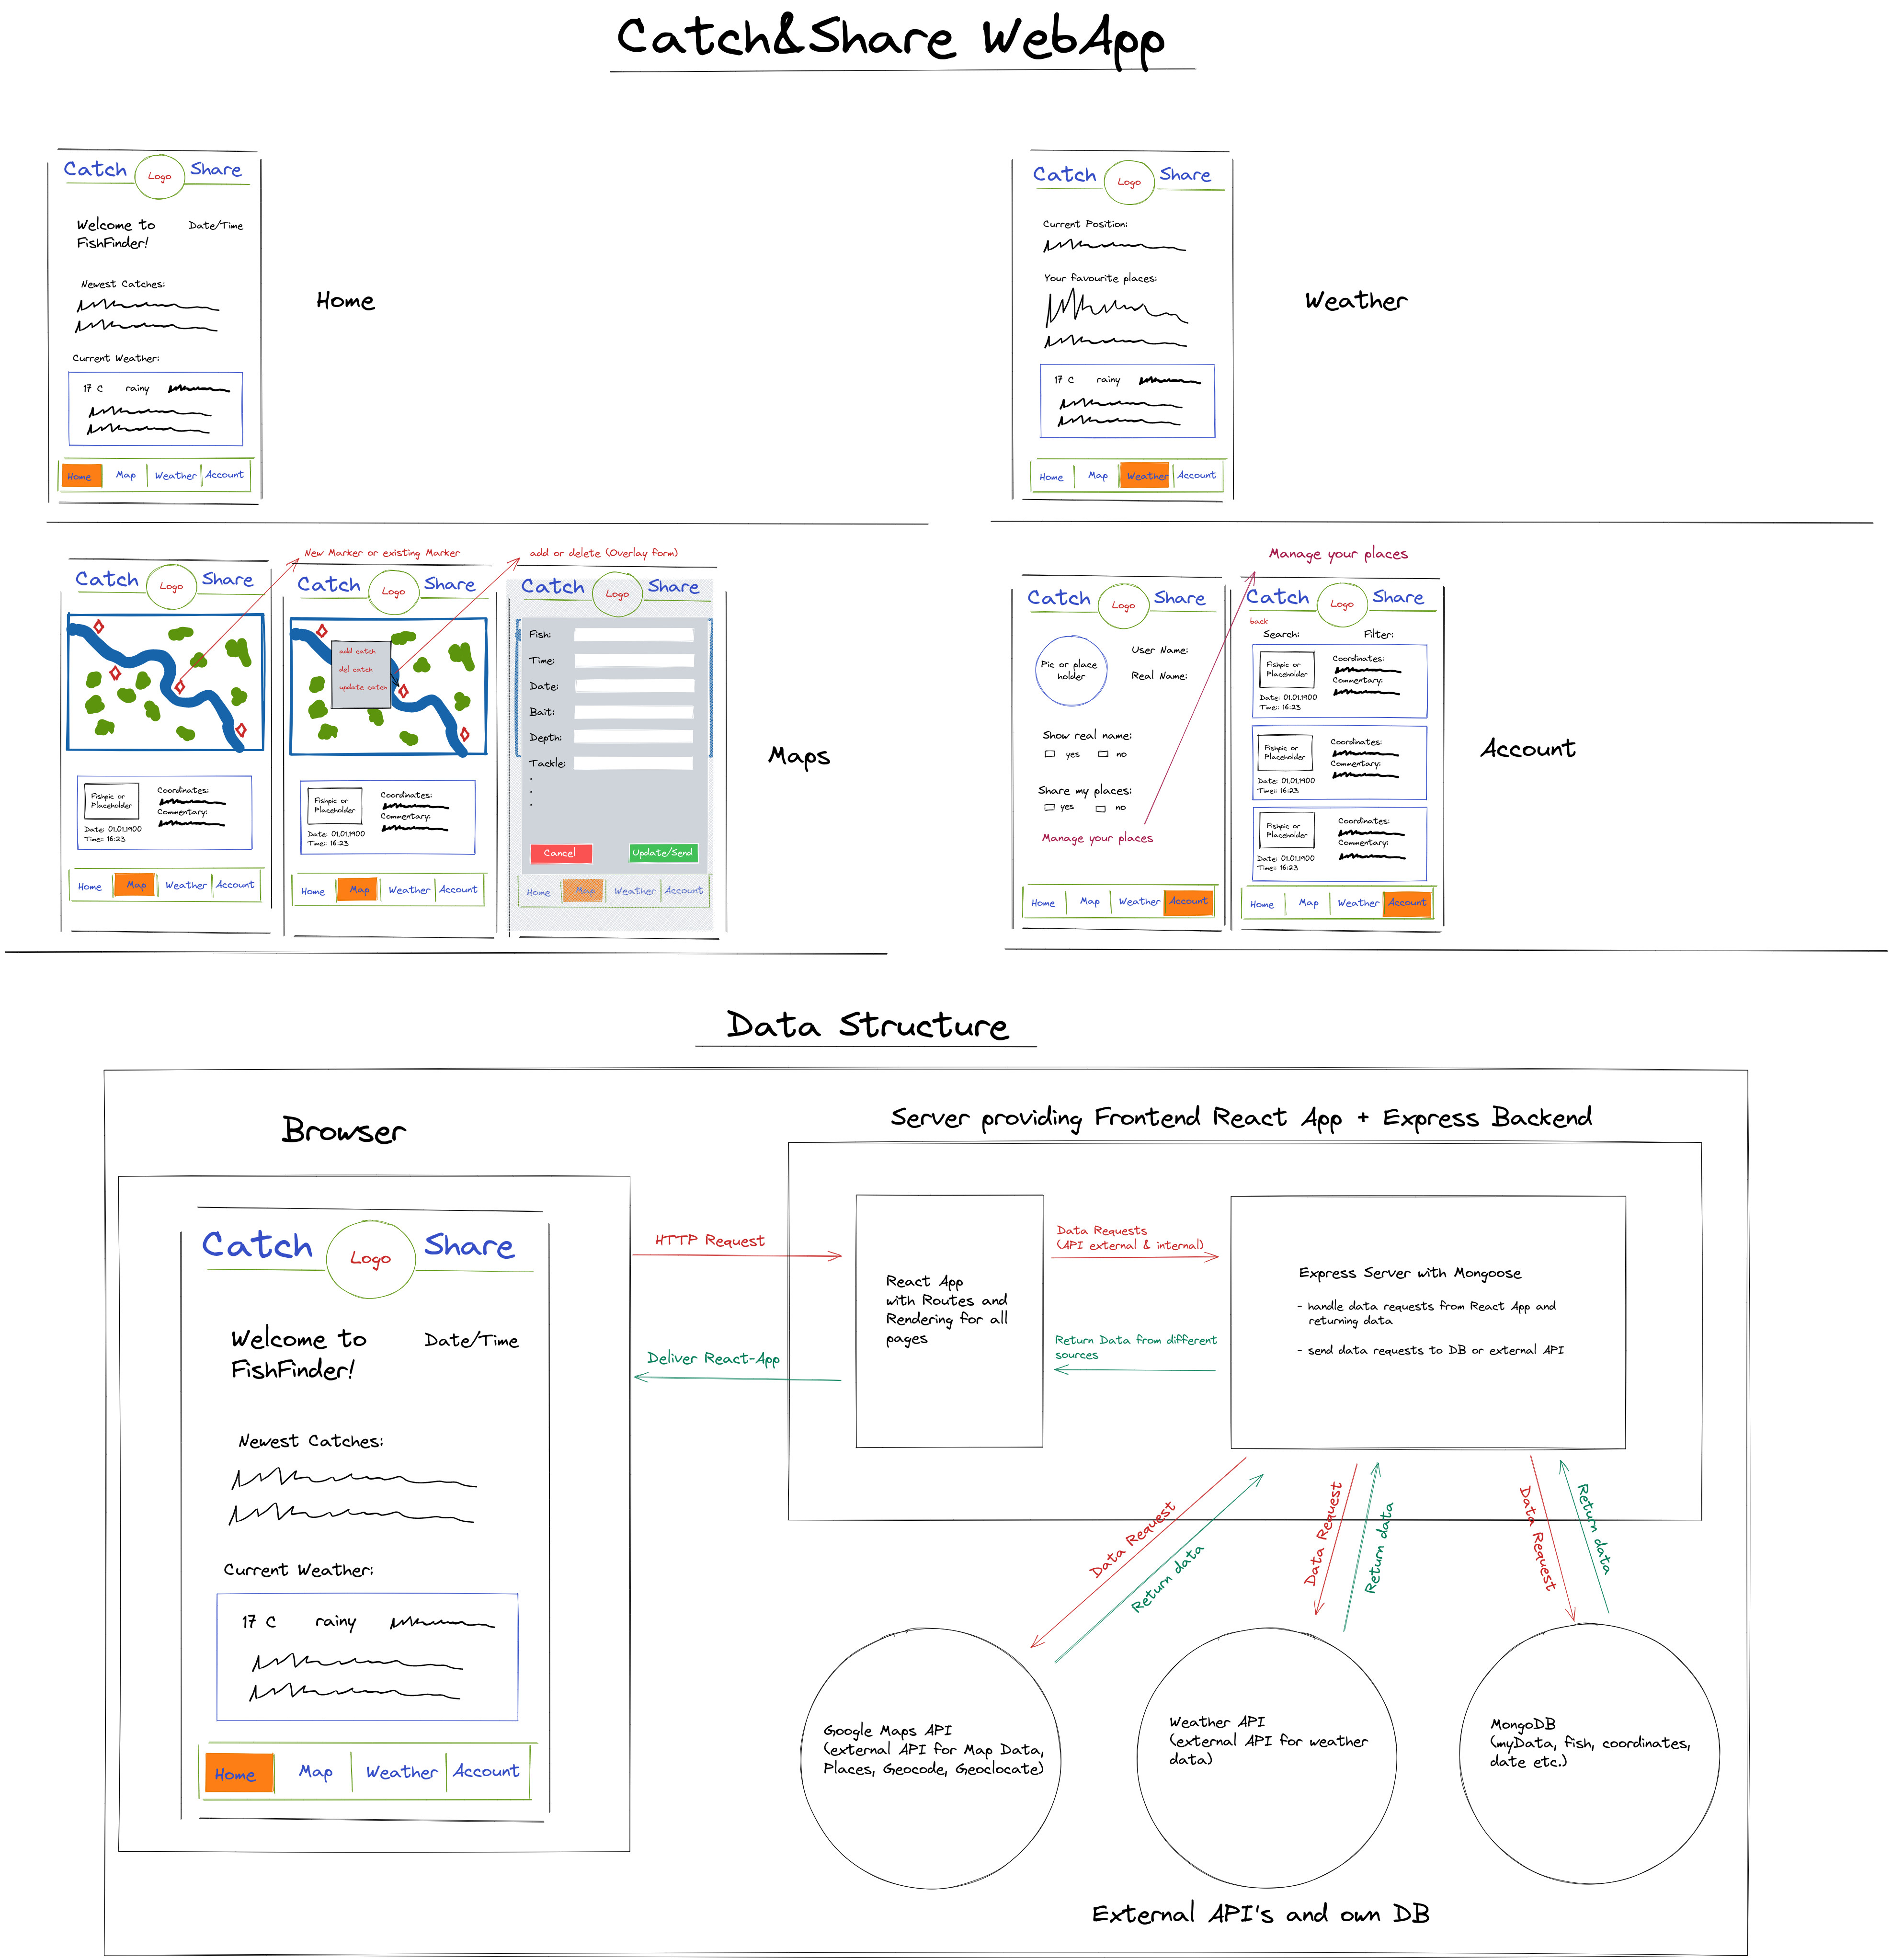 Catch&Share WebApp
Catch Logo Share
Welcome to
FishFinder!
Date/Time
Newest Catches:
Current Weather:
17 C rainy
Home Map Weather Account
Home
Catch Logo Share
Current Position:
Your favourite places:
17 C rainy
Home Map Weather Account
Weather
New Marker or existing Marker
add or delete (Overlay form)
Catch Logo Share
Fishpic or
Placeholder
Coordinates:
Commentary:
Date: 01.01.1900
Time:: 16:23
Home Map Weather Account
Catch Logo Share
add catch
del catch
update catch
Fishpic or
Placeholder
Coordinates:
Commentary:
Date: 01.01.1900
Time:: 16:23
Home Map Weather Account
Catch Logo Share
Fish:
Time:
Date:
Bait:
Depth:
Tackle:
.
.
.
Cancel Update/Send
Home Map Weather Account
Maps
Manage your places
Catch Logo Share
Pic or place
holder
User Name:
Real Name:
Show real name:
yes no
Share my places:
yes no
Manage your places
Home Map Weather Account
Catch Logo Share
back
Search: Filter:
Fishpic or
Placeholder
Coordinates:
Commentary:
Date: 01.01.1900
Time:: 16:23
Fishpic or
Placeholder
Coordinates:
Commentary:
Date: 01.01.1900
Time:: 16:23
Fishpic or
Placeholder
Coordinates:
Commentary:
Date: 01.01.1900
Time:: 16:23
Home Map Weather Account
Account
Data Structure
Browser
Catch Logo Share
Welcome to
FishFinder!
Date/Time
Newest Catches:
Current Weather:
17 C rainy
Home Map Weather Account
HTTP Request
Deliver React-App
Server providing Frontend React App + Express Backend
React App
with Routes and
Rendering for all
pages
Data Requests
(API external & internal)
Return Data from different
sources
Express Server with Mongoose
- handle data requests from React App and
returning data
- send data requests to DB or external API
Data Request
Return data
Data Request
Return data
Data Request
Return data
Google Maps API
(external API for Map Data,
Places, Geocode, Geoclocate)
Weather API
(external API for weather
data)
MongoDB
(myData, fish, coordinates,
date etc.)
External API's and own DB